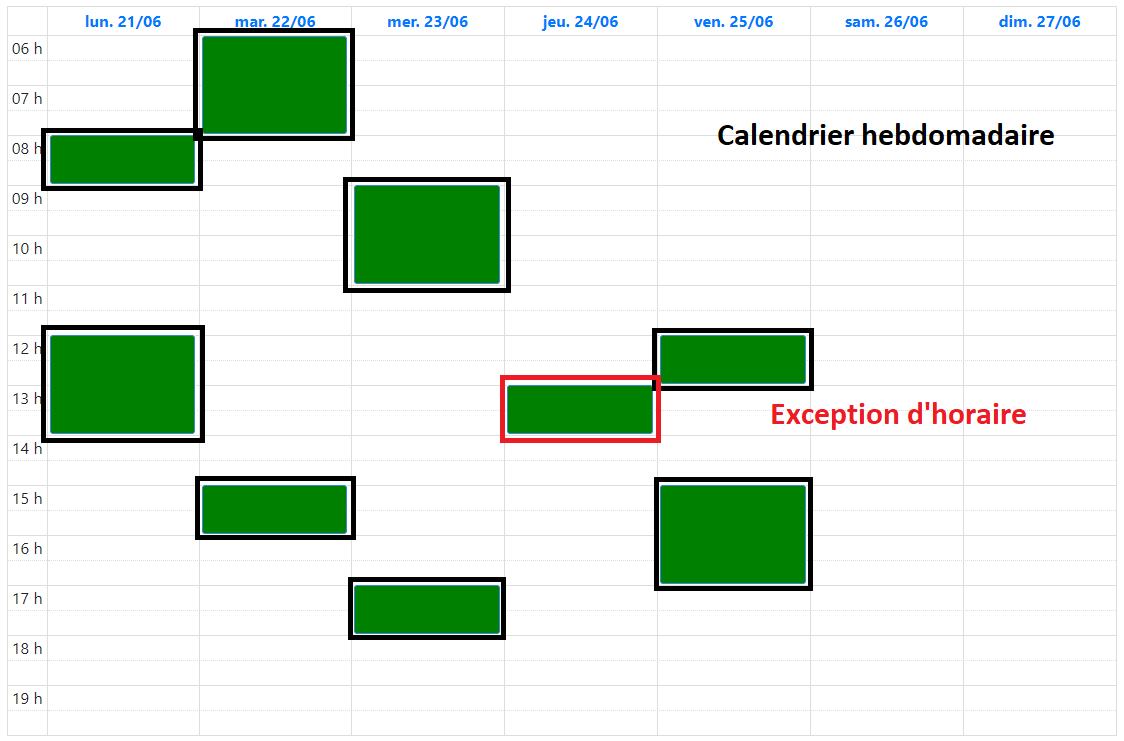 lun. 21/06 mar. 22/06 mer. 23/06 jeu. 24/06 ven. 25/06 sam. 26/06 dim. 27/06
06 h
07 h
Calendrier hebdomadaire
08 h
09 h
10 h
11 h
12 h
13 h
Exception d'horaire
14 h
15 h
16 h
17 h
18 h
19 h